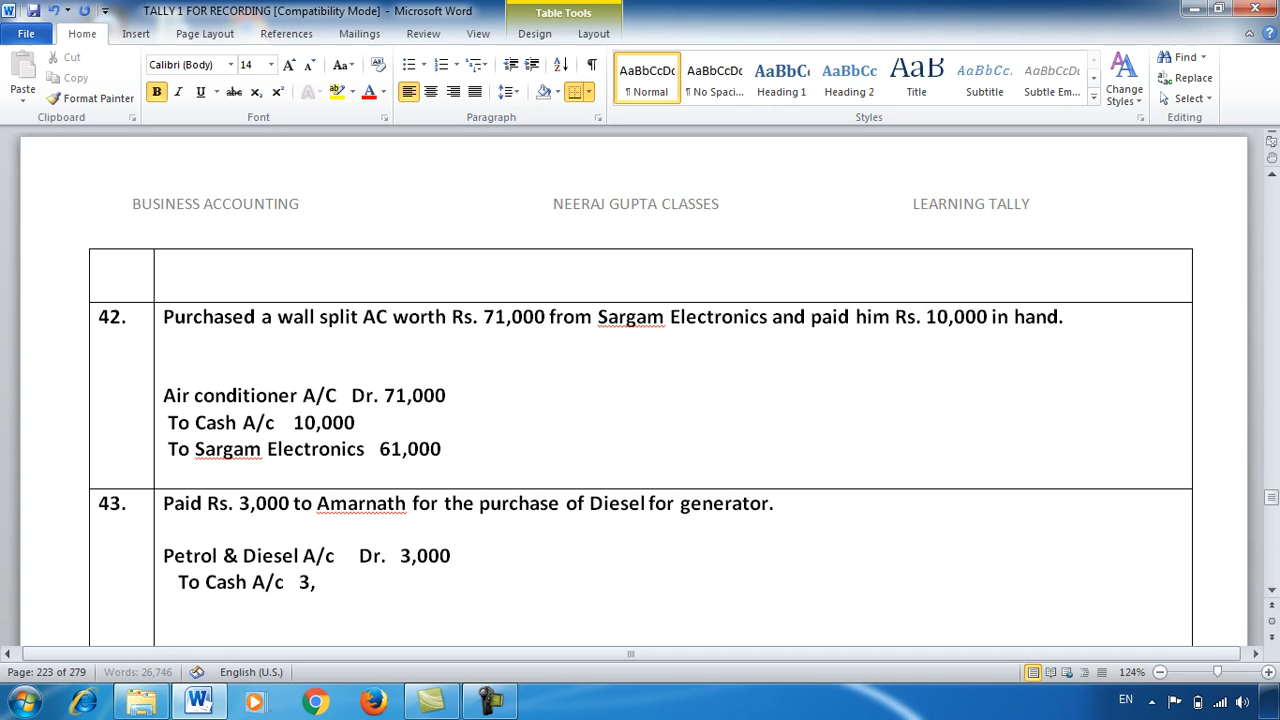 TALLY 1 FOR RECORDING [Compatibility Mode] - Microsoft Word
Table Tools
File Home Insert Page Layout References Mailings Review View Design Layout
Cut
Copy
Paste
Format Painter
Clipboard
Calibri (Body) 14
Font
Paragraph
AaBbCcDc AaBbCcDc AaBbCc AaBbCc AaB AaBbCc. AaBbCcDc
¶ Normal ¶ No Spaci... Heading 1 Heading 2 Title Subtitle Subtle Em...
Styles
Change Styles
Find
Replace
Select
Editing
BUSINESS ACCOUNTING NEERAJ GUPTA CLASSES LEARNING TALLY
42. Purchased a wall split AC worth Rs. 71,000 from Sargam Electronics and paid him Rs. 10,000 in hand.
Air conditioner A/C Dr. 71,000
To Cash A/c 10,000
To Sargam Electronics 61,000
43. Paid Rs. 3,000 to Amarnath for the purchase of Diesel for generator.
Petrol & Diesel A/c Dr. 3,000
To Cash A/c 3,
Page: 223 of 279 Words: 26,746 English (U.S.) 124%
EN